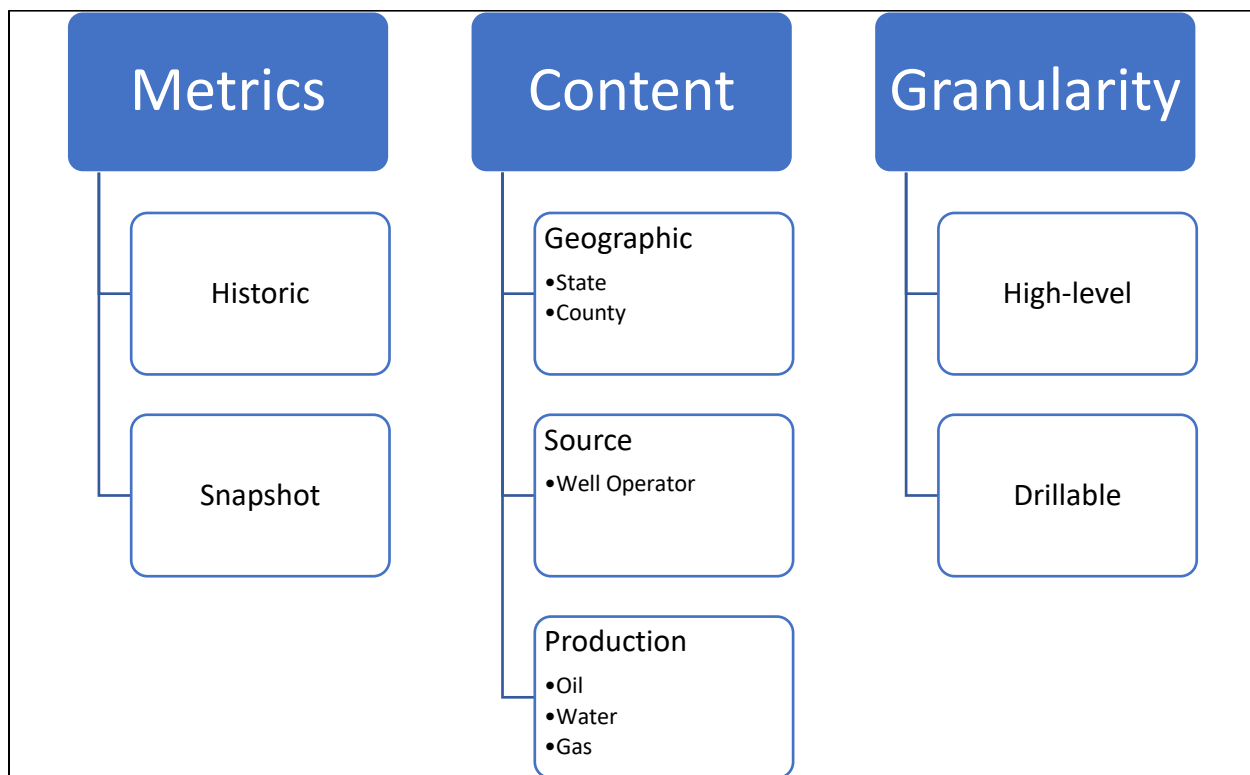 Metrics
Historic
Snapshot
Content
Geographic
•State
•County
Source
•Well Operator
Production
•Oil
•Water
•Gas
Granularity
High-level
Drillable